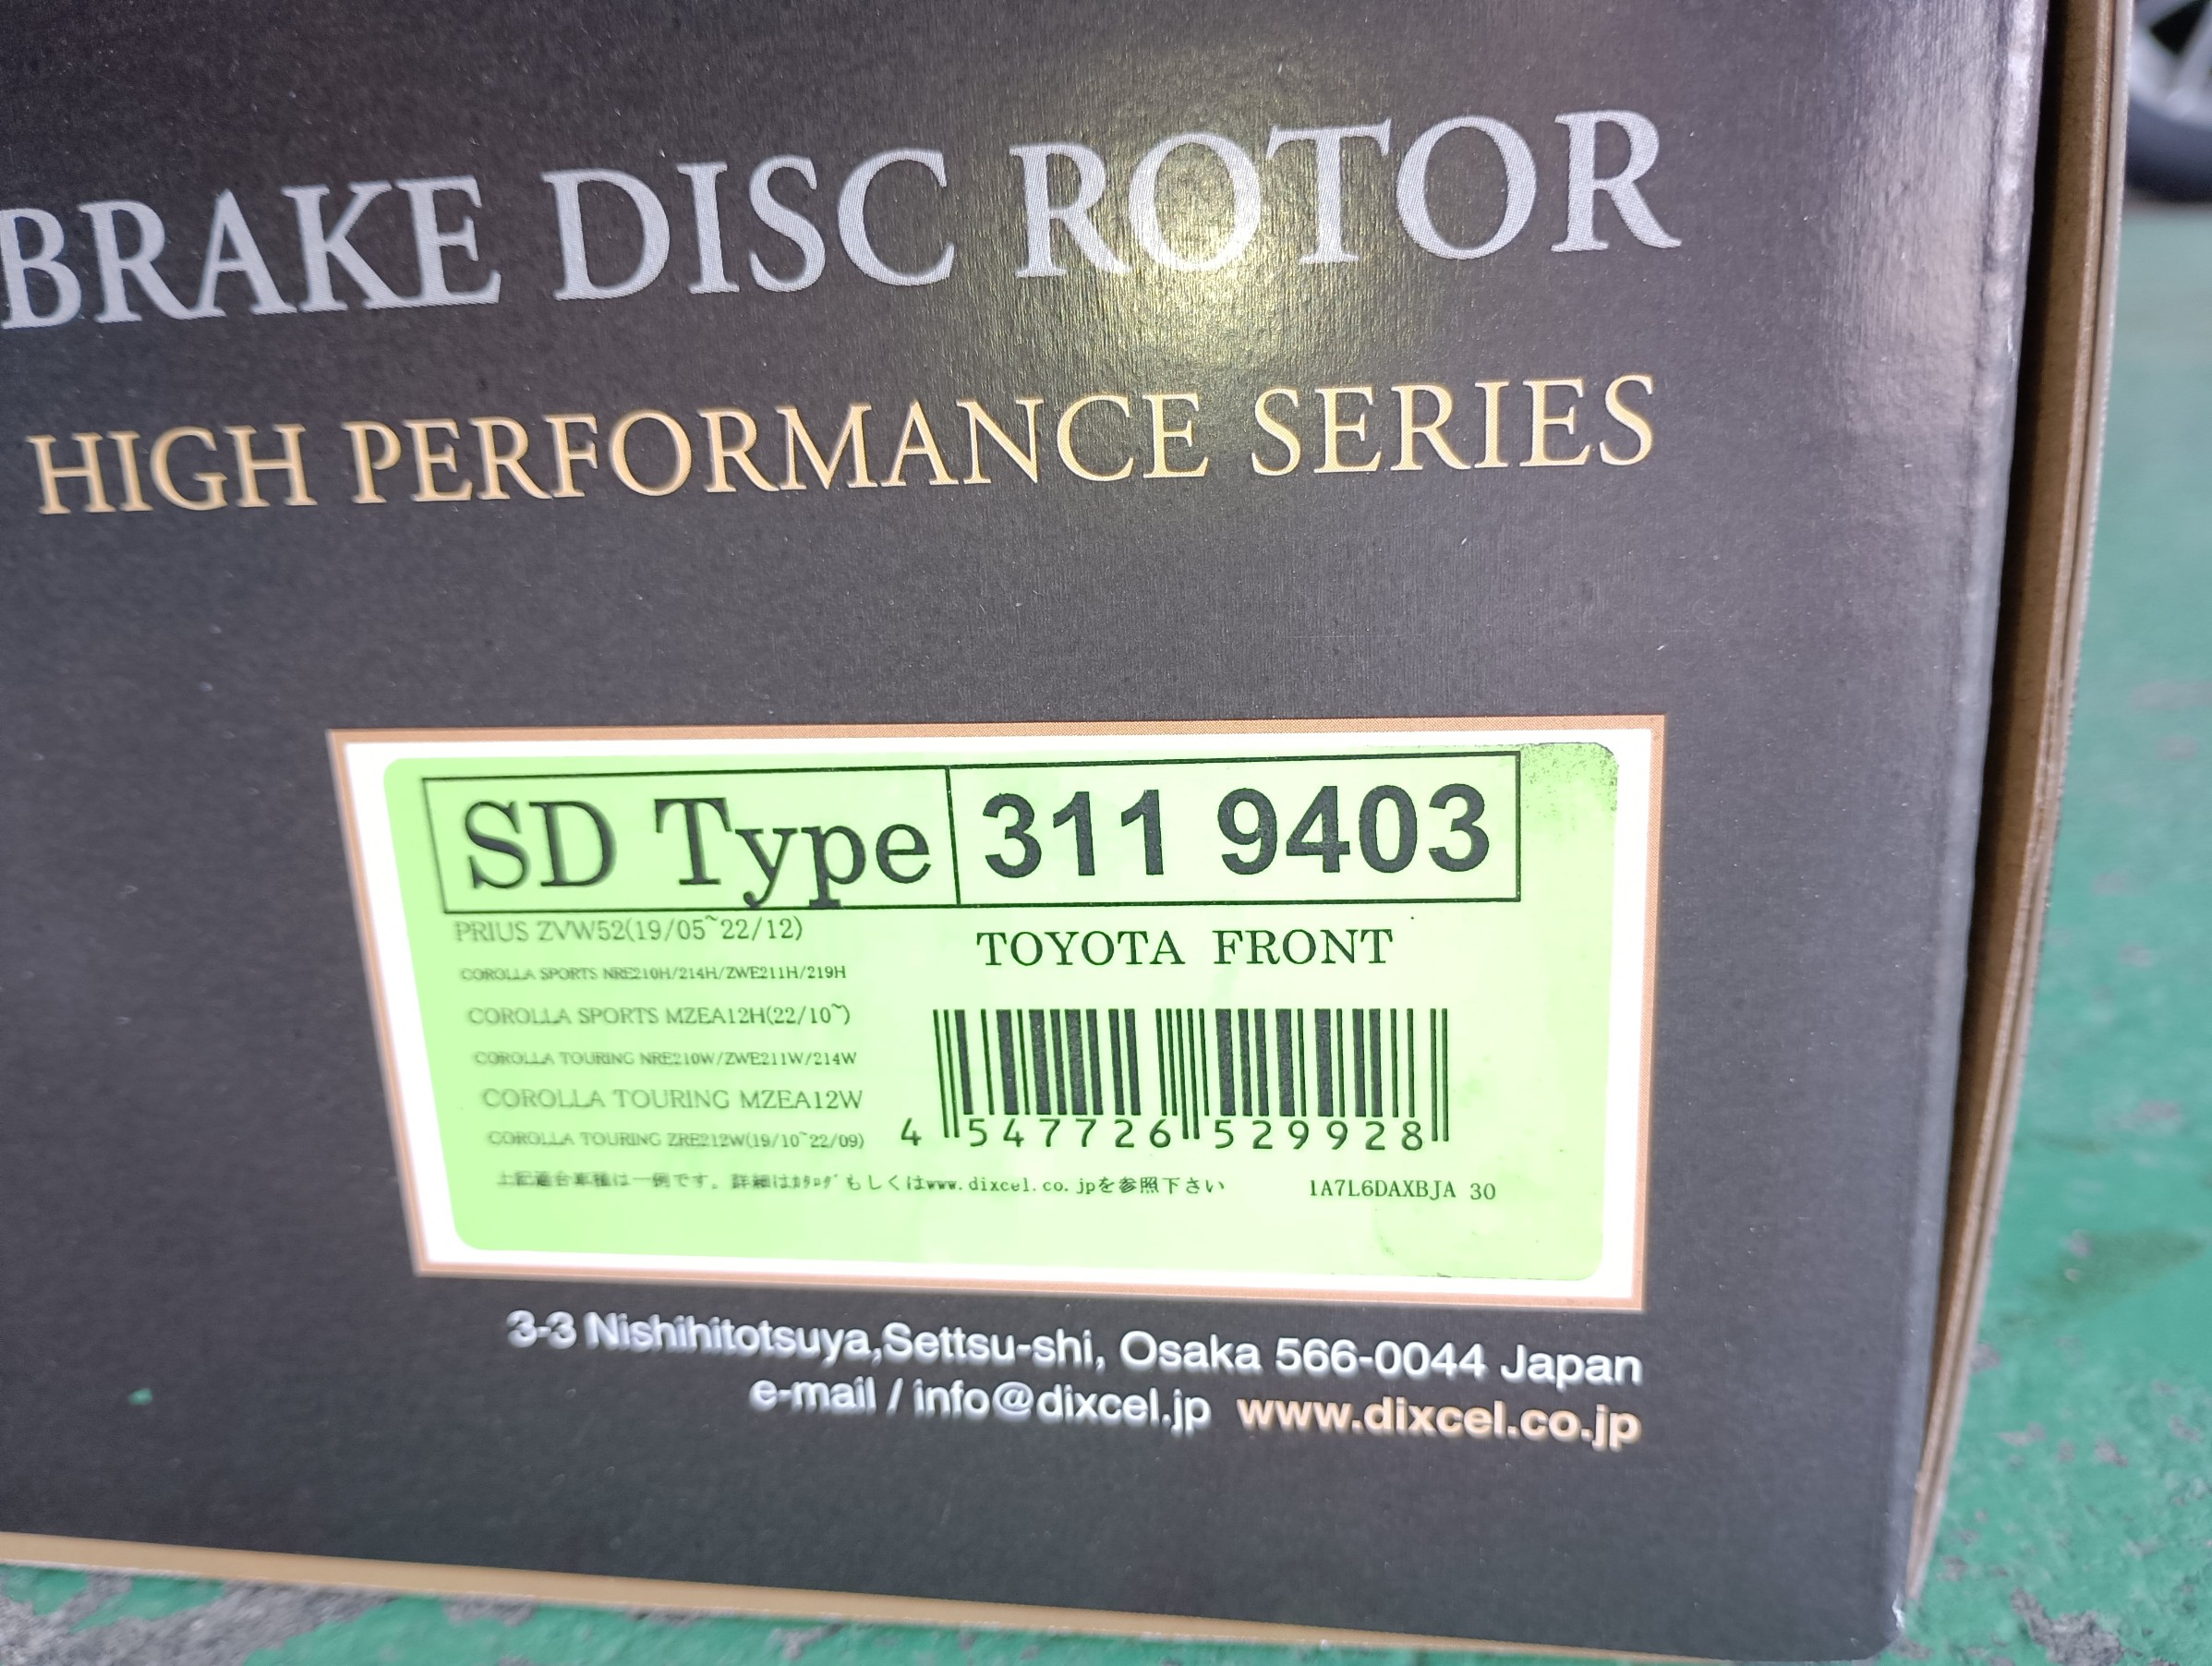 BRAKE DISC ROTOR
HIGH PERFORMANCE SERIES
SD Type 311 9403
PRIUS ZVW52(19/05~22/12)
TOYOTA FRONT
COROLLA SPORTS NRE210H/214H/ZWE211H/219H
COROLLA SPORTS MZEA12H(22/10~)
COROLLA TOURING NRE210W/ZWE211W/214W
COROLLA TOURING MZEA12W
COROLLA TOURING ZRE212W(19/10~22/09)
4 547726 529928
上記適合車種は一例です。詳細はｶﾀﾛｸﾞもしくはwww.dixcel.co.jpを参照下さい
1A7L6DAXBJA 30
3-3 Nishihitotsuya,Settsu-shi, Osaka 566-0044 Japan
e-mail / info@dixcel.jp www.dixcel.co.jp